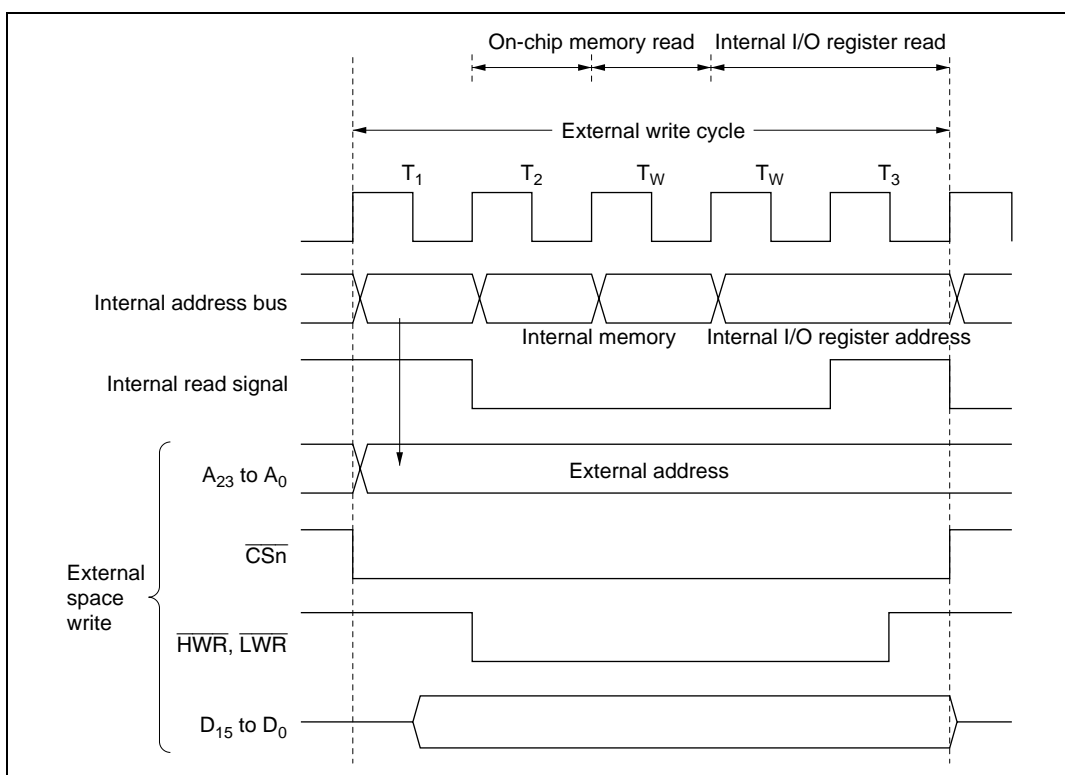 On-chip memory read Internal I/O register read
External write cycle
T1 T2 TW TW T3
Internal address bus
Internal memory Internal I/O register address
Internal read signal
A23 to A0
External address
CSn
External
space
write
HWR, LWR
D15 to D0